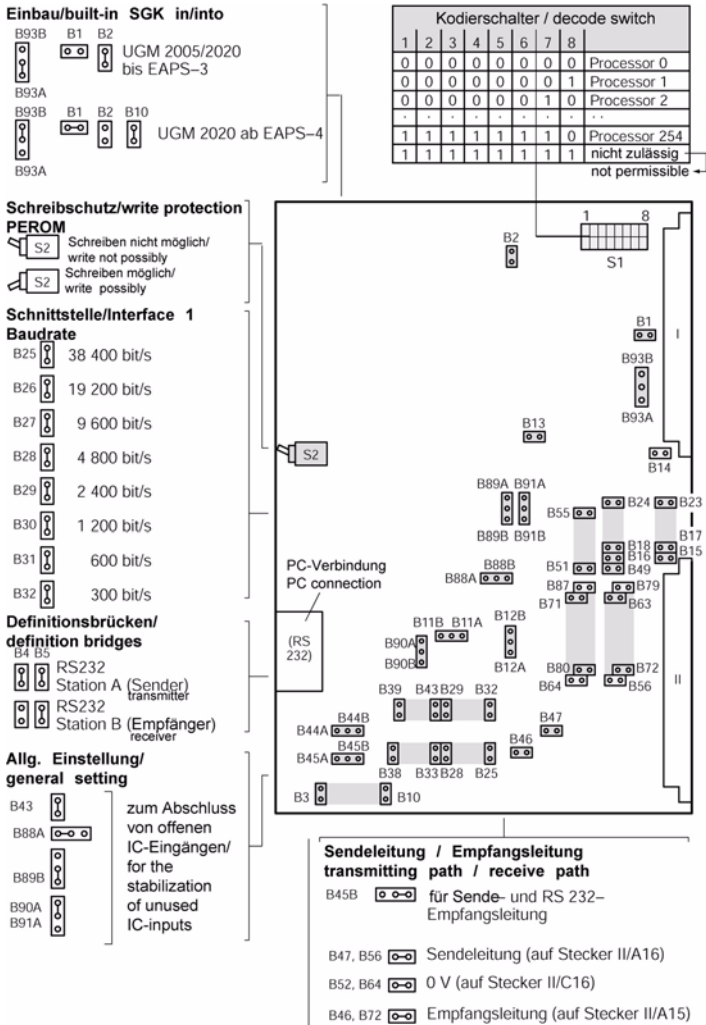 Einbau/built-in SGK in/into
B93B B1 B2
UGM 2005/2020
bis EAPS-3
B93A
B93B B1 B2 B10
UGM 2020 ab EAPS-4
B93A
Kodierschalter / decode switch
1 2 3 4 5 6 7 8
0 0 0 0 0 0 0 0 Processor 0
0 0 0 0 0 0 0 1 Processor 1
0 0 0 0 0 0 1 0 Processor 2
. . . . . . . . . .
1 1 1 1 1 1 1 0 Processor 254
1 1 1 1 1 1 1 1 nicht zulässig
not permissible
Schreibschutz/write protection
PEROM
S2 Schreiben nicht möglich/
write not possibly
S2 Schreiben möglich/
write possibly
Schnittstelle/Interface 1
Baudrate
B25 38 400 bit/s
B26 19 200 bit/s
B27 9 600 bit/s
B28 4 800 bit/s
B29 2 400 bit/s
B30 1 200 bit/s
B31 600 bit/s
B32 300 bit/s
Definitionsbrücken/
definition bridges
B4 B5
RS232
Station A (Sender)
transmitter
RS232
Station B (Empfänger)
receiver
Allg. Einstellung/
general setting
B43
B88A
B89B
B90A
B91A
zum Abschluss
von offenen
IC-Eingängen/
for the
stabilization
of unused
IC-inputs
1 8
S1
B2
B1
I
B93B
B93A
B13
B14
S2
B89A B91A
B89B B91B
B55
B24 B23
B17
B18
B16 B15
B51 B49
B88B
B88A
B87 B79
B71 B63
PC-Verbindung
PC connection
(RS
232)
B11B B11A
B12B
B90A
B90B
B12A
B80 B72
B64 B56
II
B39 B43 B29 B32
B44B
B44A
B47
B45B
B45A
B46
B38 B33 B28 B25
B3 B10
Sendeleitung / Empfangsleitung
transmitting path / receive path
B45B für Sende- und RS 232-
Empfangsleitung
B47, B56 Sendeleitung (auf Stecker II/A16)
B52, B64 0 V (auf Stecker II/C16)
B46, B72 Empfangsleitung (auf Stecker II/A15)